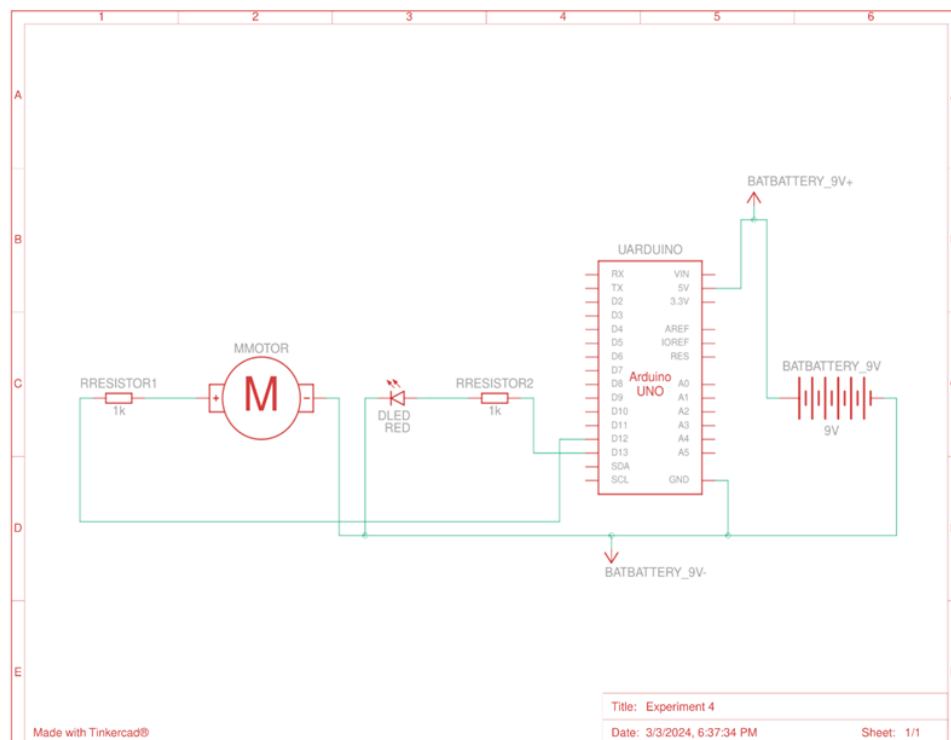 1 2 3 4 5 6
A
B
C
D
E
BATBATTERY_9V+
UARDUINO
RX VIN
TX 5V
D2 3.3V
D3
D4 AREF
D5 IOREF
D6 RES
D7
D8 A0
D9 A1
D10 A2
D11 A3
D12 A4
D13 A5
SDA
SCL GND
Arduino
UNO
MMOTOR
M
+ -
RRESISTOR1
1k
DLED
RED
RRESISTOR2
1k
BATBATTERY_9V
9V
BATBATTERY_9V-
Title: Experiment 4
Made with Tinkercad®
Date: 3/3/2024, 6:37:34 PM Sheet: 1/1